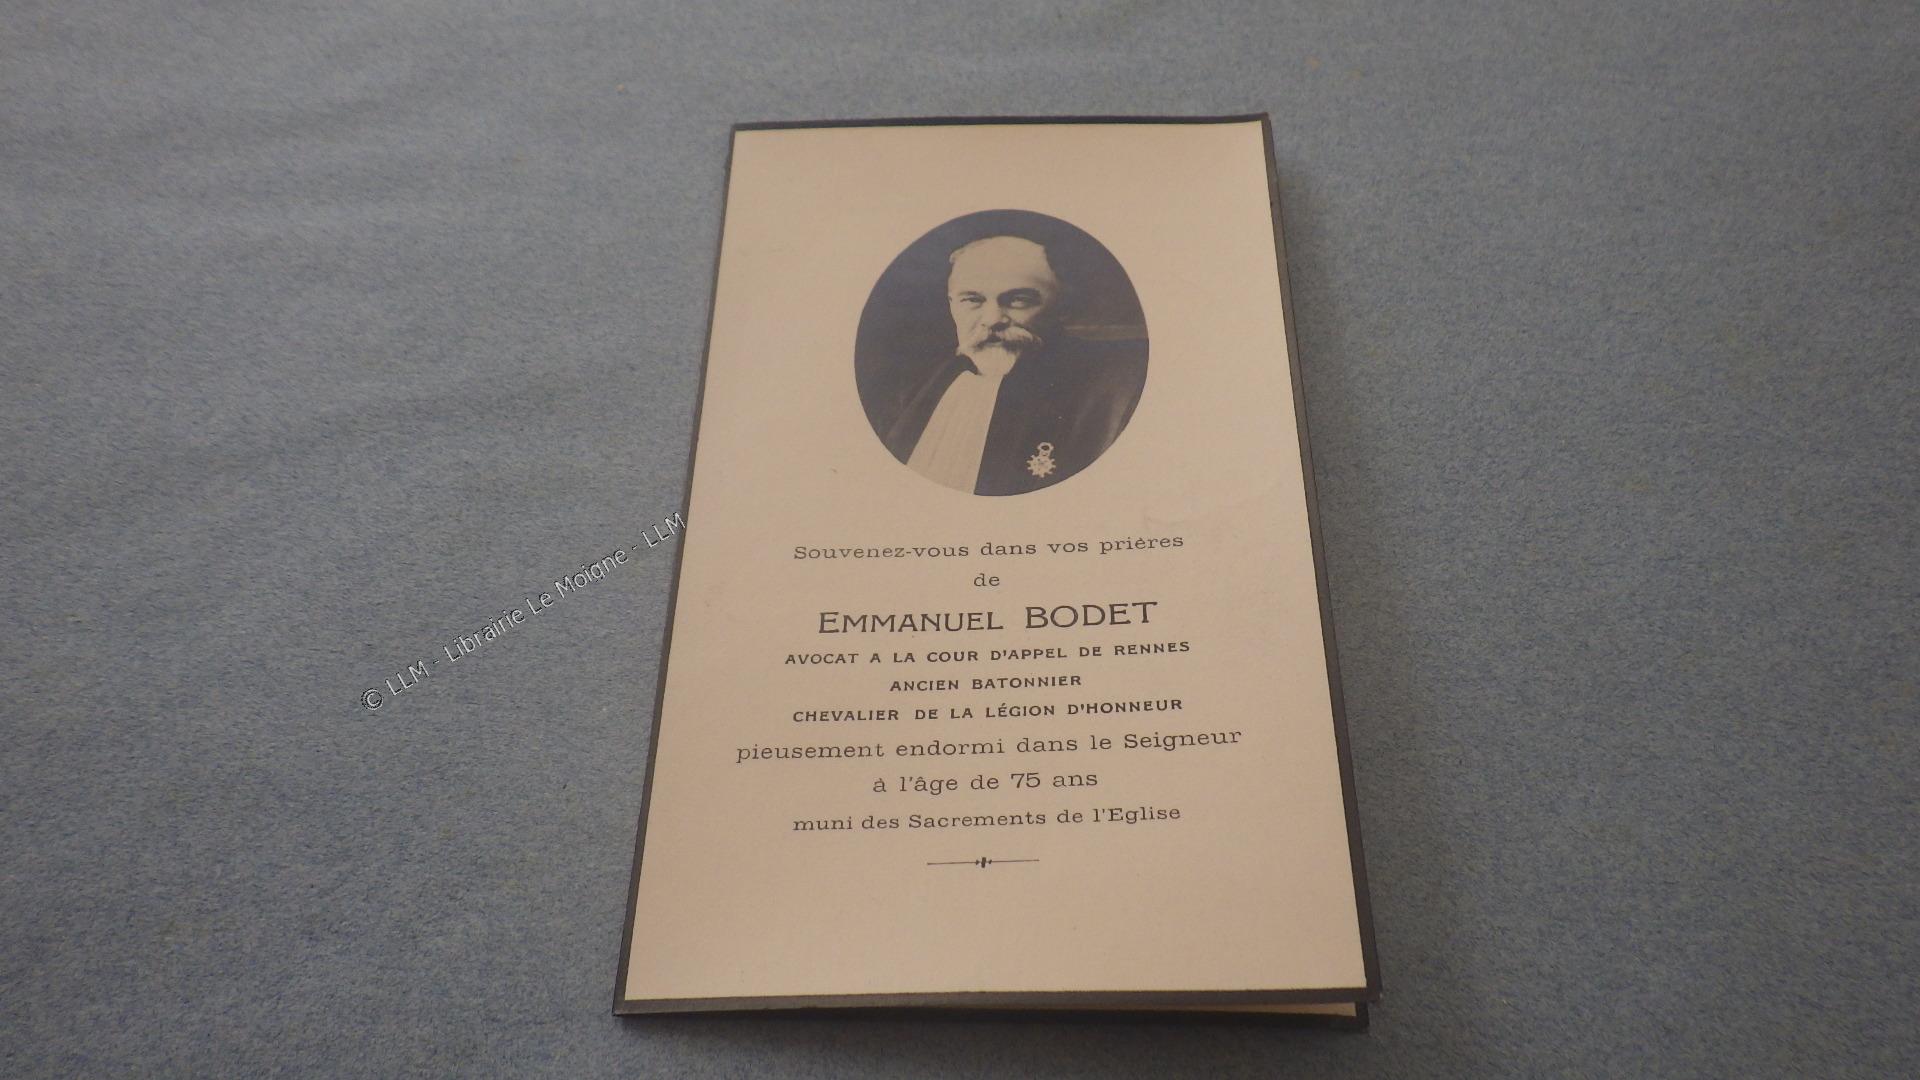 Souvenez-vous dans vos prières
de
EMMANUEL BODET
AVOCAT A LA COUR D'APPEL DE RENNES
ANCIEN BATONNIER
CHEVALIER DE LA LÉGION D'HONNEUR
pieusement endormi dans le Seigneur
à l'âge de 75 ans
muni des Sacrements de l'Eglise
© LLM - Librairie Le Moigne - LLM